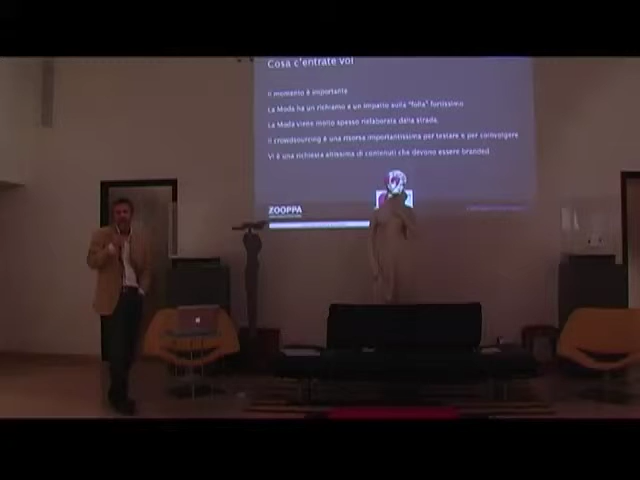 Cosa c'entrate voi
Il momento è importante
La Moda ha un richiamo e un impatto sulla "folla" fortissimo
La Moda viene molto spesso rielaborata dalla strada.
Il crowdsourcing è una risorsa importantissima per testare e per coinvolgere
Vi è una richiesta altissima di contenuti che devono essere branded.
ZOOPPA